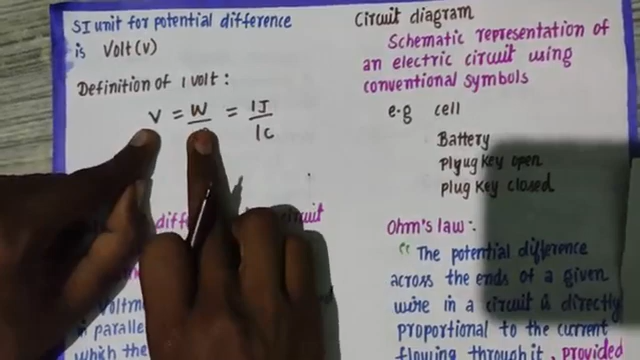 SI unit for potential difference
is Volt (V)
Definition of 1 volt :
V = W = 1J
1C
diff
cuit
Voltm
paralle
which the
Circuit diagram
Schematic representation of
an electric circuit using
conventional symbols
e.g cell
Battery
Plyug Key open
plug Key closed
Ohm's law :-
" The potential difference
across the ends of a given
wire in a circuit is directly
proportional to the current
flowing through it, provided